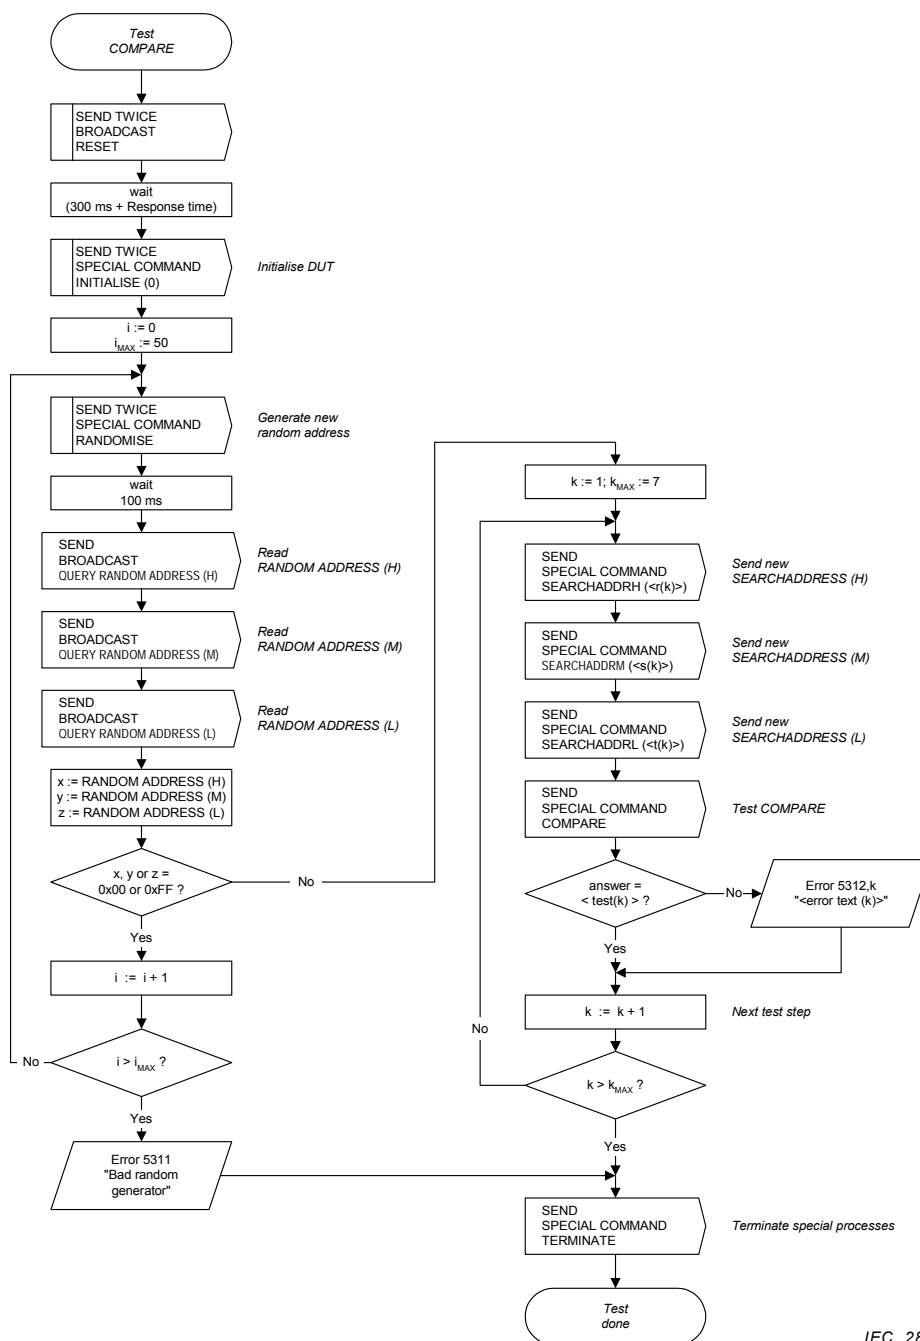 Test
COMPARE
SEND TWICE
BROADCAST
RESET
wait
(300 ms + Response time)
SEND TWICE
SPECIAL COMMAND
INITIALISE (0)
Initialise DUT
i := 0
iMAX := 50
SEND TWICE
SPECIAL COMMAND
RANDOMISE
Generate new
random address
wait
100 ms
SEND
BROADCAST
QUERY RANDOM ADDRESS (H)
Read
RANDOM ADDRESS (H)
SEND
BROADCAST
QUERY RANDOM ADDRESS (M)
Read
RANDOM ADDRESS (M)
SEND
BROADCAST
QUERY RANDOM ADDRESS (L)
Read
RANDOM ADDRESS (L)
x := RANDOM ADDRESS (H)
y := RANDOM ADDRESS (M)
z := RANDOM ADDRESS (L)
x, y or z =
0x00 or 0xFF ?
No
Yes
i := i + 1
i > iMAX ?
No
Yes
Error 5311
"Bad random
generator"
k := 1; kMAX := 7
SEND
SPECIAL COMMAND
SEARCHADDRH (<r(k)>)
Send new
SEARCHADDRESS (H)
SEND
SPECIAL COMMAND
SEARCHADDRM (<s(k)>)
Send new
SEARCHADDRESS (M)
SEND
SPECIAL COMMAND
SEARCHADDRL (<t(k)>)
Send new
SEARCHADDRESS (L)
SEND
SPECIAL COMMAND
COMPARE
Test COMPARE
answer =
< test(k) > ?
No
Error 5312,k
"<error text (k)>"
Yes
k := k + 1
Next test step
No
k > kMAX ?
Yes
SEND
SPECIAL COMMAND
TERMINATE
Terminate special processes
Test
done